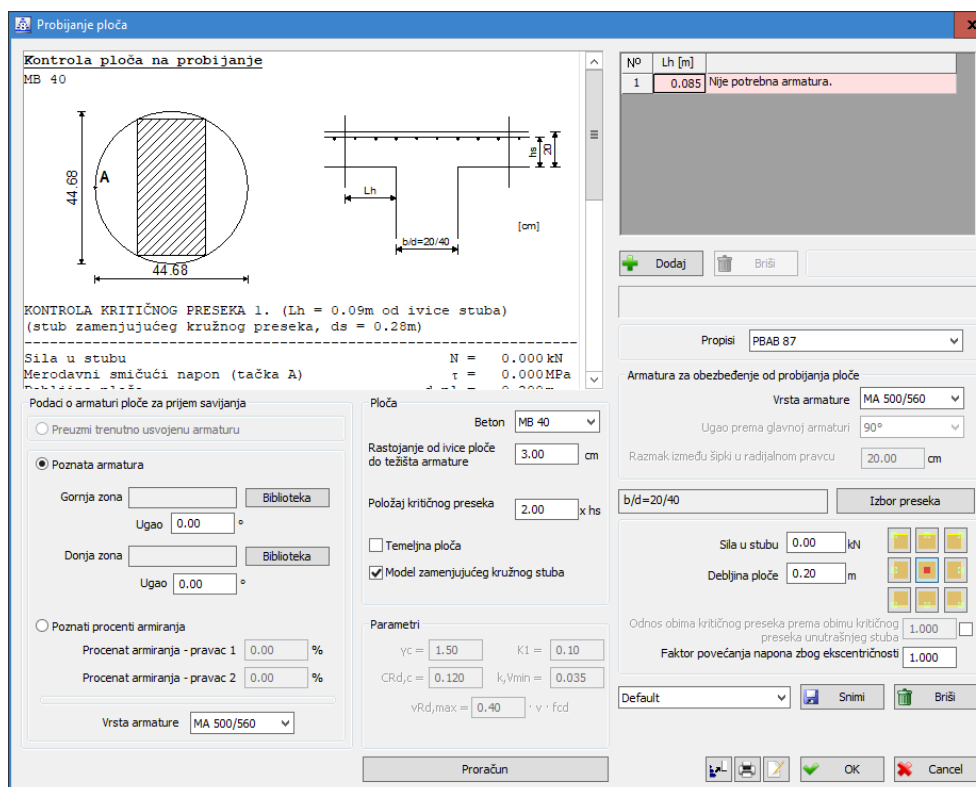 Probijanje ploča
Kontrola ploča na probijanje
MB 40
44.68
A
44.68
hs
20
Lh
[cm]
b/d=20/40
KONTROLA KRITIČNOG PRESEKA 1. (Lh = 0.09m od ivice stuba)
(stub zamenjujućeg kružnog preseka, ds = 0.28m)
Sila u stubu N = 0.000 kN
Merodavni smičući napon (tačka A) τ = 0.000 MPa
Nº Lh [m]
1 0.085 Nije potrebna armatura.
Dodaj Briši
Propisi PBAB 87
Armatura za obezbeđenje od probijanja ploče
Vrsta armature MA 500/560
Ugao prema glavnoj armaturi 90°
Razmak između šipki u radijalnom pravcu 20.00 cm
b/d=20/40 Izbor preseka
Sila u stubu 0.00 kN
Debljina ploče 0.20 m
Odnos obima kritičnog preseka prema obimu kritičnog
preseka unutrašnjeg stuba 1.000
Faktor povećanja napona zbog ekscentričnosti 1.000
Default Snimi Briši
OK Cancel
Podaci o armaturi ploče za prijem savijanja
Preuzmi trenutno usvojenu armaturu
Poznata armatura
Gornja zona Biblioteka
Ugao 0.00 °
Donja zona Biblioteka
Ugao 0.00 °
Poznati procenti armiranja
Procenat armiranja - pravac 1 0.00 %
Procenat armiranja - pravac 2 0.00 %
Vrsta armature MA 500/560
Ploča
Beton MB 40
Rastojanje od ivice ploče
do težišta armature 3.00 cm
Položaj kritičnog preseka 2.00 x hs
Temeljna ploča
Model zamenjujućeg kružnog stuba
Parametri
γc = 1.50 K1 = 0.10
CRd,c = 0.120 k,Vmin = 0.035
vRd,max = 0.40 · ν · fcd
Proračun